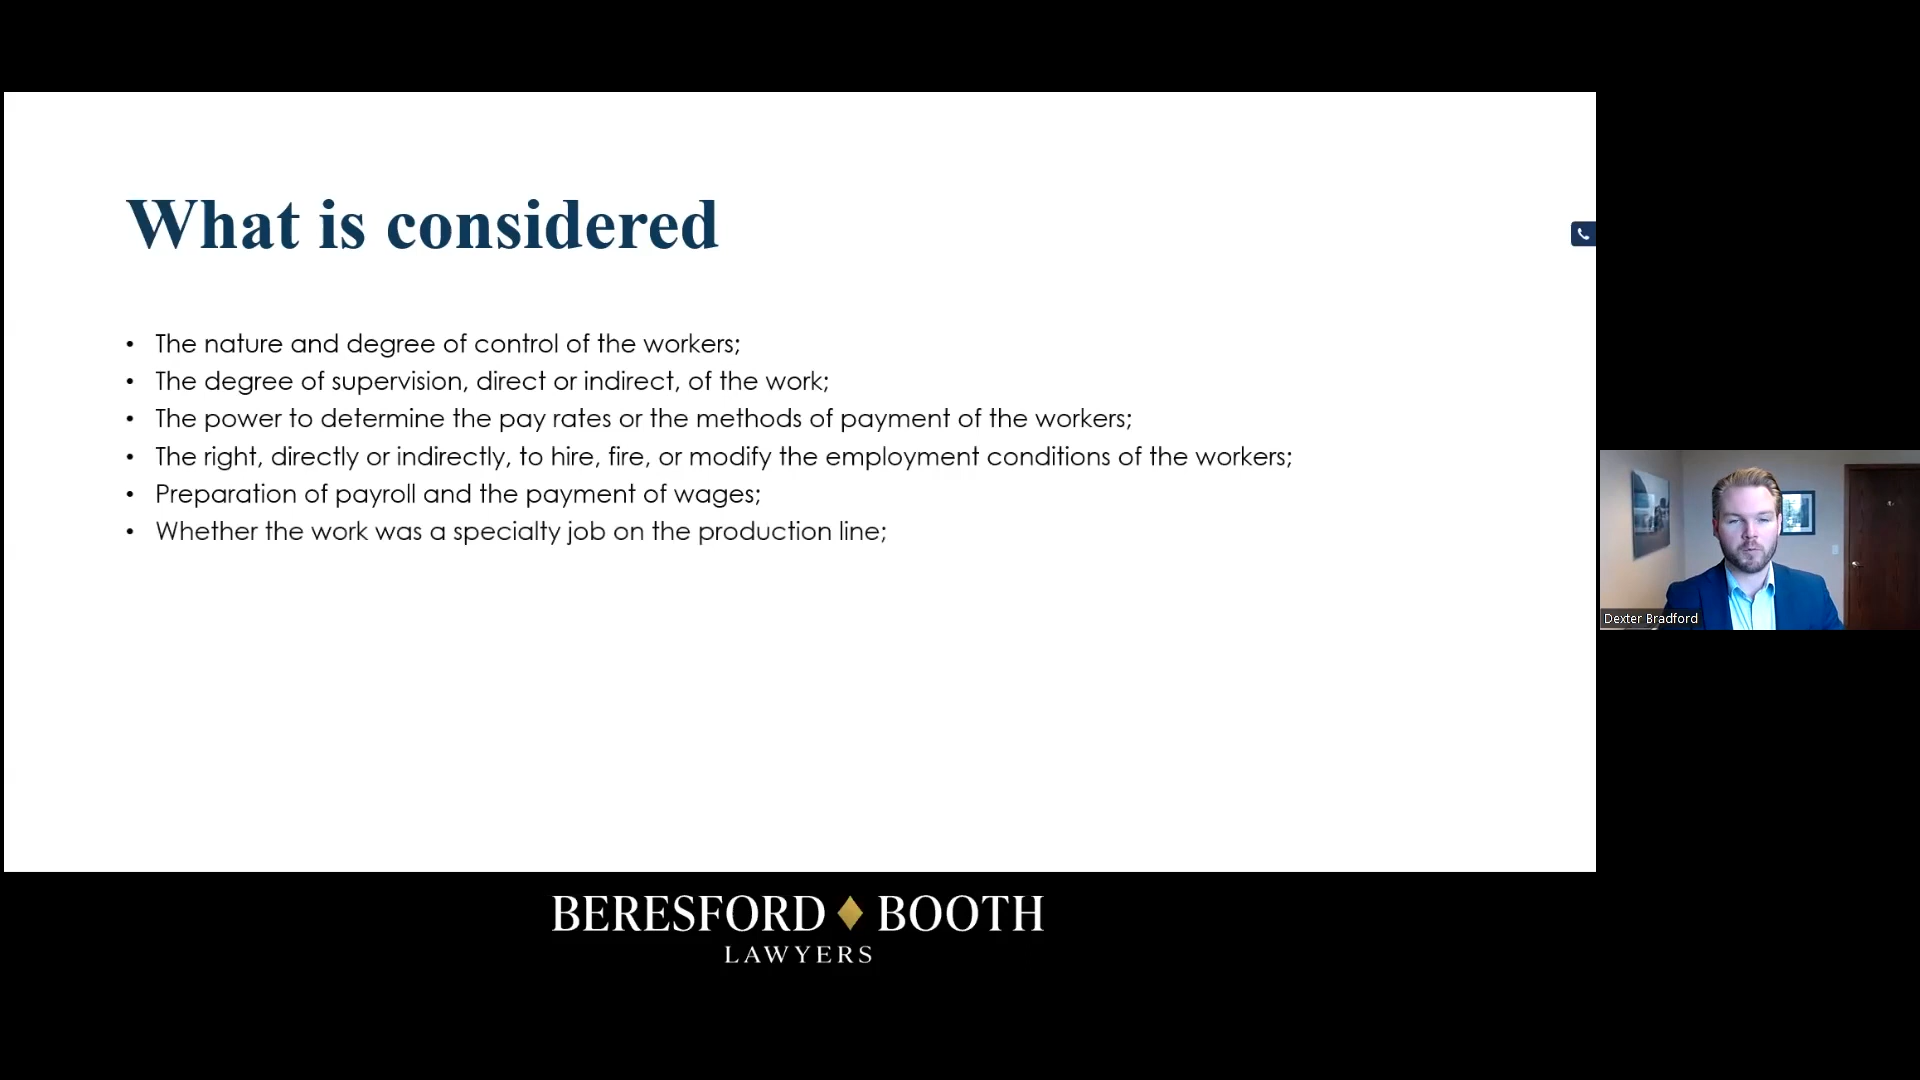 What is considered
• The nature and degree of control of the workers;
• The degree of supervision, direct or indirect, of the work;
• The power to determine the pay rates or the methods of payment of the workers;
• The right, directly or indirectly, to hire, fire, or modify the employment conditions of the workers;
• Preparation of payroll and the payment of wages;
• Whether the work was a specialty job on the production line;
Dexter Bradford
BERESFORD BOOTH
LAWYERS